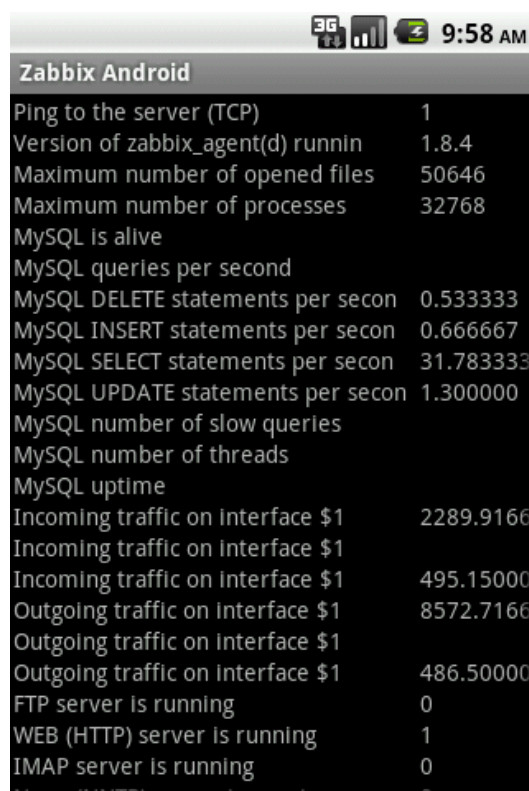 3G 9:58 AM
Zabbix Android
Ping to the server (TCP) 1
Version of zabbix_agent(d) runnin 1.8.4
Maximum number of opened files 50646
Maximum number of processes 32768
MySQL is alive
MySQL queries per second
MySQL DELETE statements per secon 0.533333
MySQL INSERT statements per secon 0.666667
MySQL SELECT statements per secon 31.783333
MySQL UPDATE statements per secon 1.300000
MySQL number of slow queries
MySQL number of threads
MySQL uptime
Incoming traffic on interface $1 2289.9166
Incoming traffic on interface $1
Incoming traffic on interface $1 495.15000
Outgoing traffic on interface $1 8572.7166
Outgoing traffic on interface $1
Outgoing traffic on interface $1 486.50000
FTP server is running 0
WEB (HTTP) server is running 1
IMAP server is running 0